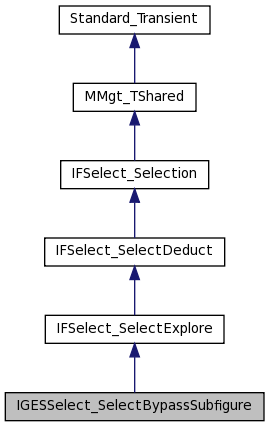 Standard_Transient
MMgt_TShared
IFSelect_Selection
IFSelect_SelectDeduct
IFSelect_SelectExplore
IGESSelect_SelectBypassSubfigure